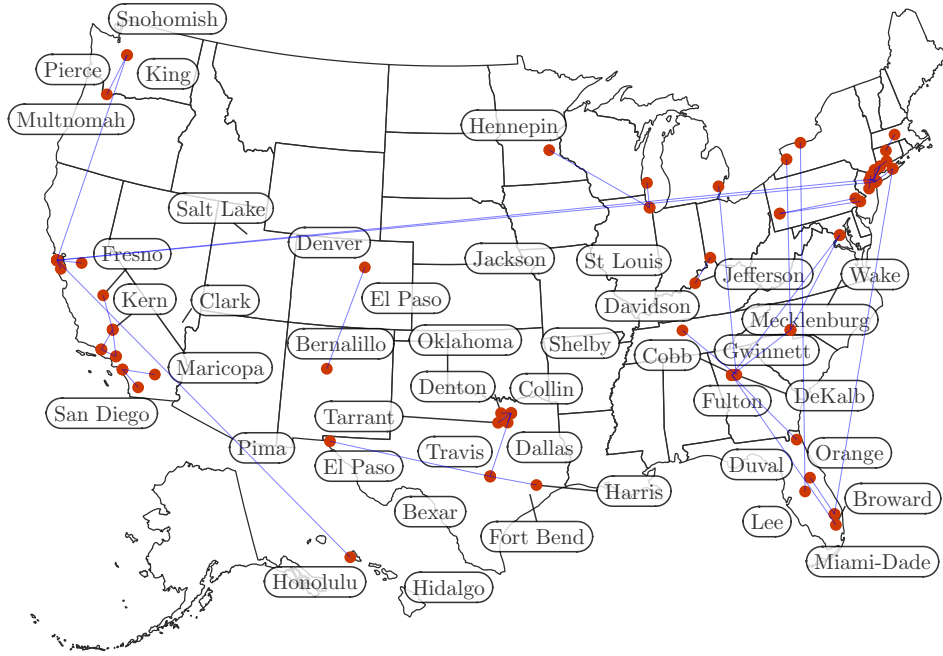 Snohomish
Pierce
King
Multnomah
Hennepin
Salt Lake
Denver
Fresno
Jackson
St Louis
Jefferson
Wake
Kern
Clark
El Paso
Davidson
Mecklenburg
Bernalillo
Oklahoma
Shelby
Cobb
Gwinnett
Maricopa
Denton
Collin
Fulton
DeKalb
San Diego
Tarrant
Pima
El Paso
Travis
Dallas
Duval
Orange
Harris
Broward
Bexar
Fort Bend
Lee
Miami-Dade
Honolulu
Hidalgo